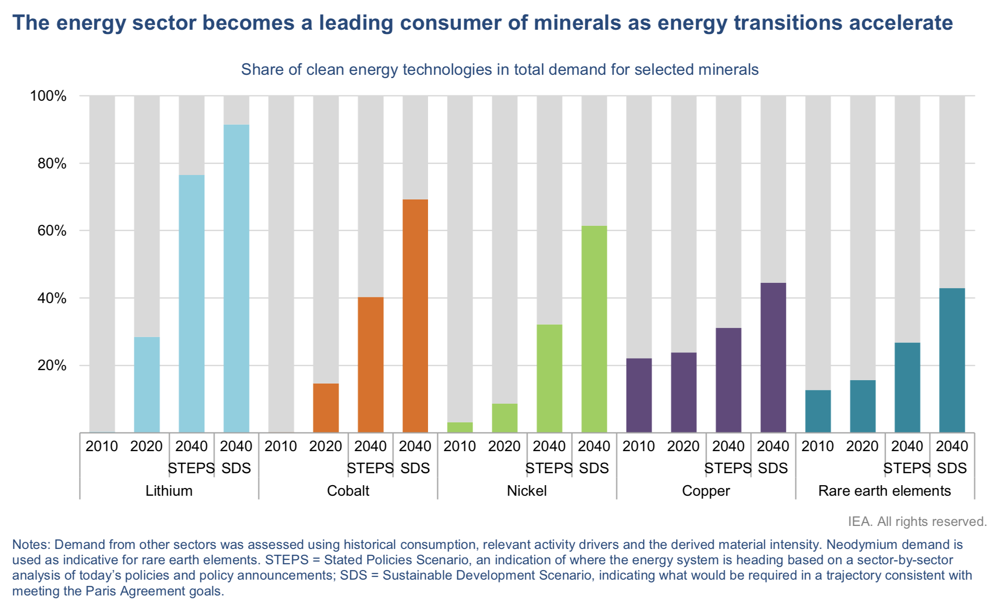 The energy sector becomes a leading consumer of minerals as energy transitions accelerate
Share of clean energy technologies in total demand for selected minerals
100%
80%
60%
40%
20%
2010 2020 2040 2040 2010 2020 2040 2040 2010 2020 2040 2040 2010 2020 2040 2040 2010 2020 2040 2040
STEPS SDS STEPS SDS STEPS SDS STEPS SDS STEPS SDS
Lithium Cobalt Nickel Copper Rare earth elements
IEA. All rights reserved.
Notes: Demand from other sectors was assessed using historical consumption, relevant activity drivers and the derived material intensity. Neodymium demand is
used as indicative for rare earth elements. STEPS = Stated Policies Scenario, an indication of where the energy system is heading based on a sector-by-sector
analysis of today’s policies and policy announcements; SDS = Sustainable Development Scenario, indicating what would be required in a trajectory consistent with
meeting the Paris Agreement goals.